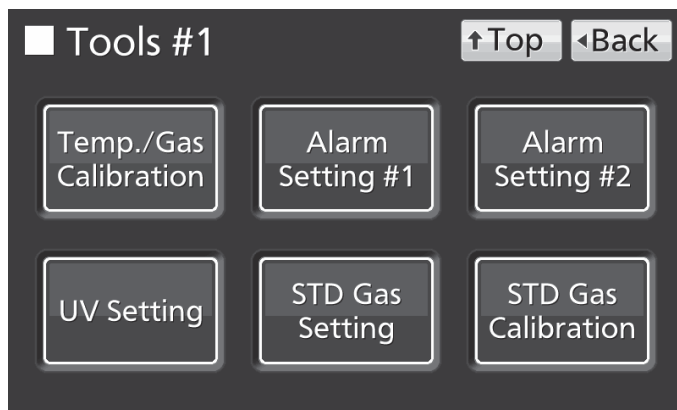 Tools #1
↑Top
◂Back
Temp./Gas
Calibration
Alarm
Setting #1
Alarm
Setting #2
UV Setting
STD Gas
Setting
STD Gas
Calibration